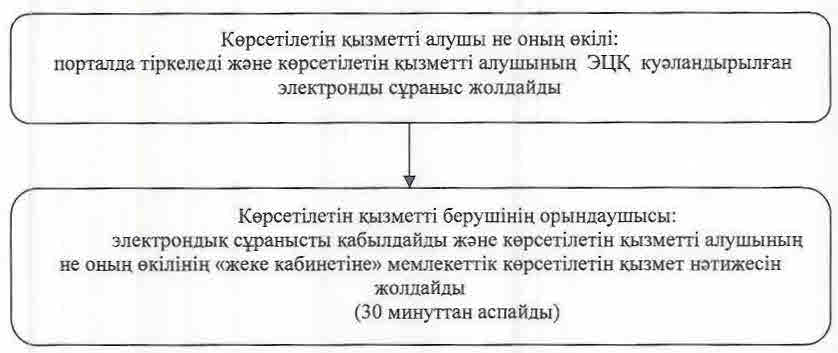 Көрсетілетін қызметті алушы не оның өкілі:
порталда тіркеледі және көрсетілетін қызметті алушының ЭЦҚ куәландырылған
электронды сұраныс жолдайды
Көрсетілетін қызметті берушінің орындаушысы:
электрондық сұранысты қабылдайды және көрсетілетін қызметті алушының
не оның өкілінің «жеке кабинетіне» мемлекеттік көрсетілетін қызмет нәтижесін
жолдайды
(30 минуттан аспайды)